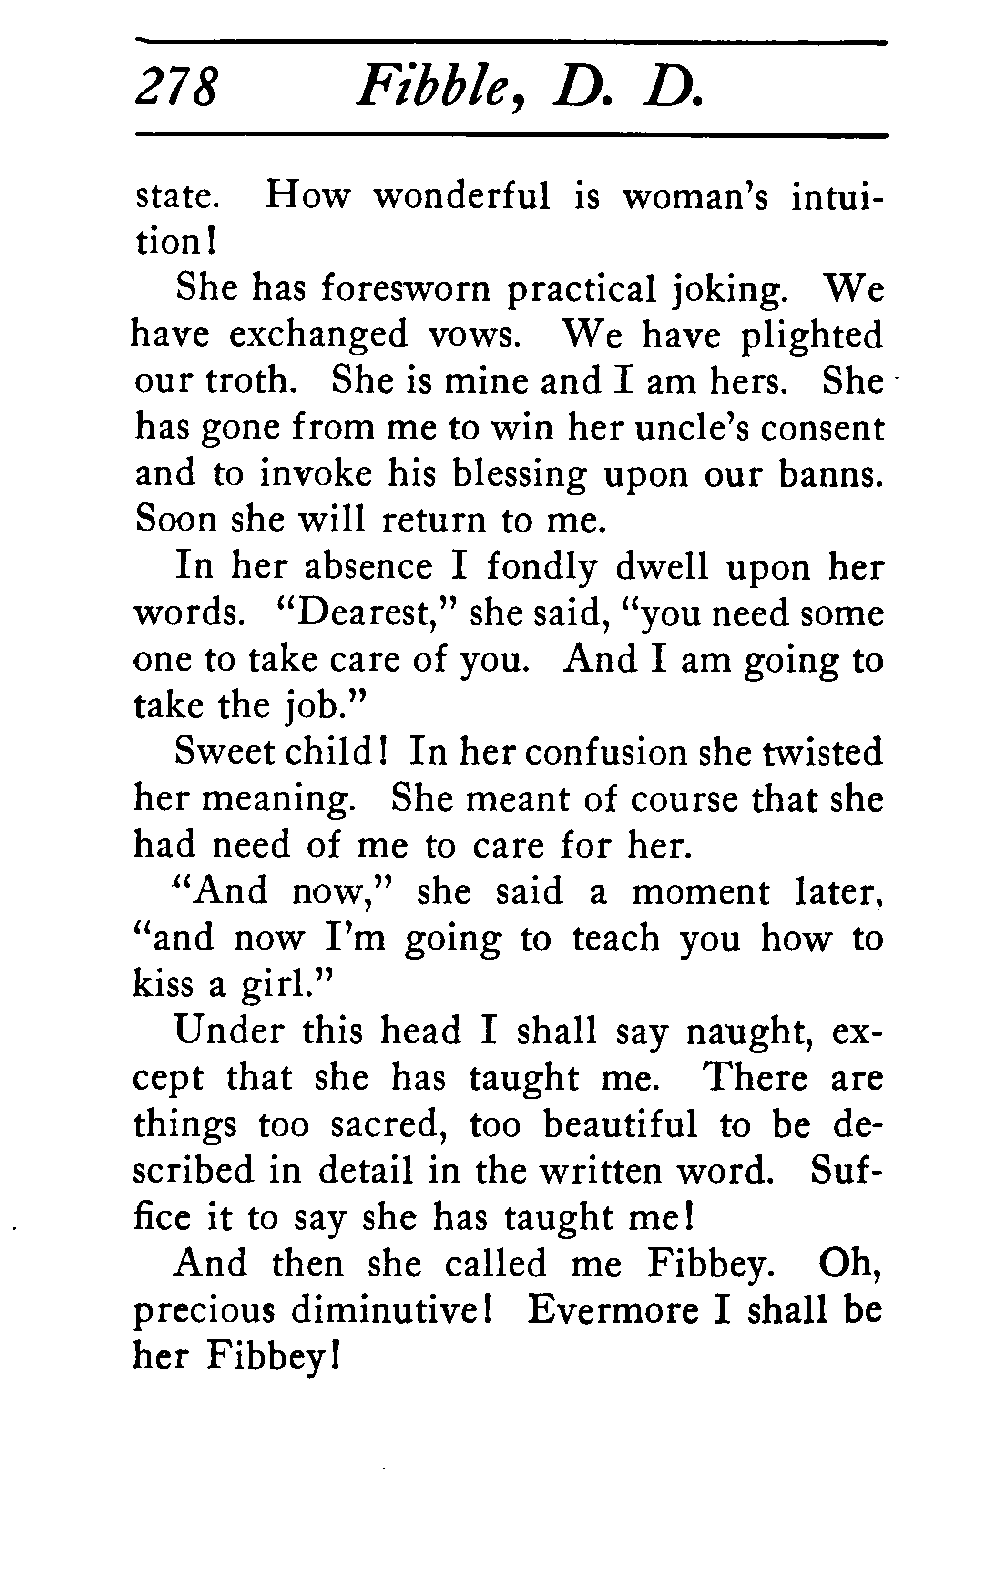 278 Fibble, D. D.
state. How wonderful is woman's intui-
tion!
She has foresworn practical joking. We
have exchanged vows. We have plighted
our troth. She is mine and I am hers. She
has gone from me to win her uncle's consent
and to invoke his blessing upon our banns.
Soon she will return to me.
In her absence I fondly dwell upon her
words. "Dearest," she said, "you need some
one to take care of you. And I am going to
take the job."
Sweet child! In her confusion she twisted
her meaning. She meant of course that she
had need of me to care for her.
"And now," she said a moment later,
"and now I'm going to teach you how to
kiss a girl."
Under this head I shall say naught, ex-
cept that she has taught me. There are
things too sacred, too beautiful to be de-
scribed in detail in the written word. Suf-
fice it to say she has taught me!
And then she called me Fibbey. Oh,
precious diminutive! Evermore I shall be
her Fibbey!